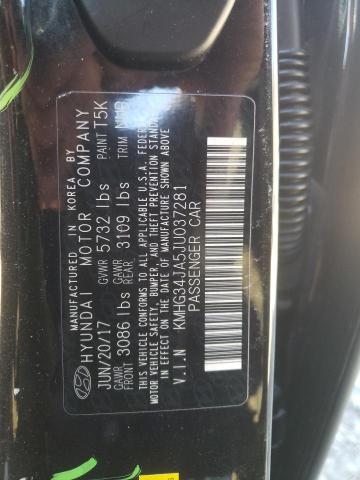 MANUFACTURED IN KOREA BY
HYUNDAI MOTOR COMPANY
JUN/20/17 GVWR 5732 lbs PAINT T5K
GAWR FRONT 3086 lbs GAWR REAR 3109 lbs TRIM NNB
THIS VEHICLE CONFORMS TO ALL APPLICABLE U.S.A. FEDERAL
MOTOR VEHICLE SAFETY, BUMPER, AND THEFT PREVENTION STANDARDS
IN EFFECT ON THE DATE OF MANUFACTURE SHOWN ABOVE
V.I.N KMHG34JA5JU037281
PASSENGER CAR